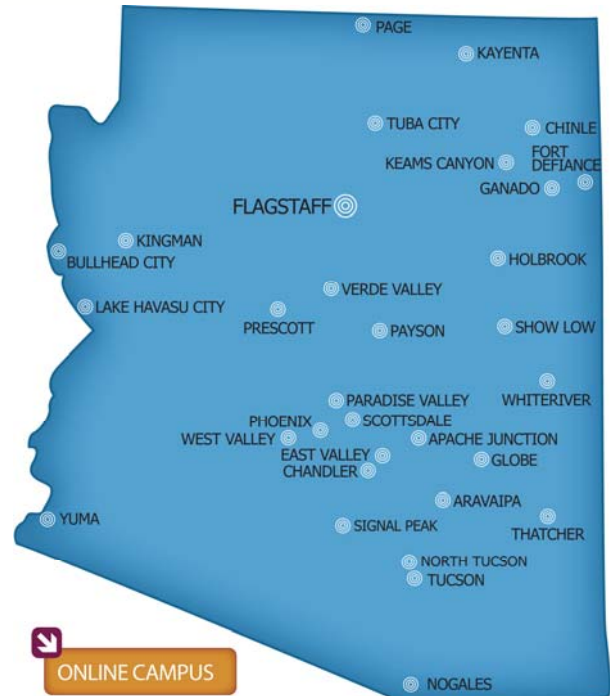 PAGE
KAYENTA
TUBA CITY
CHINLE
KEAMS CANYON
FORT
DEFIANCE
GANADO
FLAGSTAFF
KINGMAN
BULLHEAD CITY
HOLBROOK
VERDE VALLEY
LAKE HAVASU CITY
PRESCOTT
PAYSON
SHOW LOW
WHITERIVER
PARADISE VALLEY
SCOTTSDALE
PHOENIX
WEST VALLEY
APACHE JUNCTION
EAST VALLEY
GLOBE
CHANDLER
ARAVAIPA
YUMA
SIGNAL PEAK
THATCHER
NORTH TUCSON
TUCSON
ONLINE CAMPUS
NOGALES